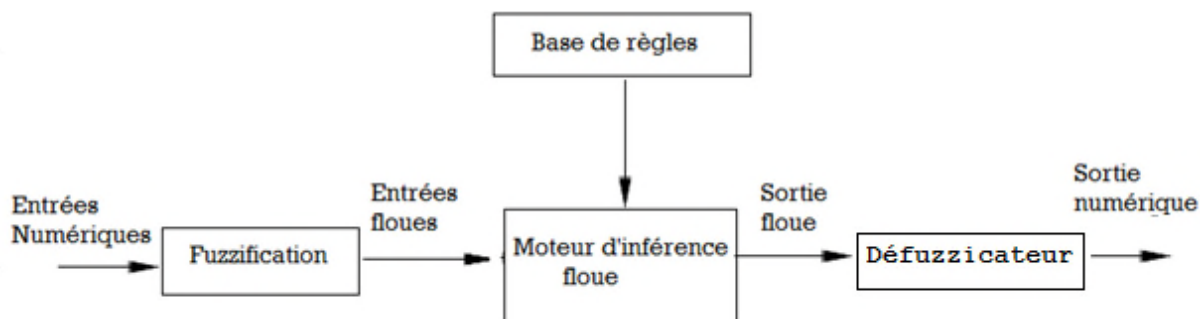 Base de règles
Entrées
Numériques
Fuzzification
Entrées
floues
Moteur d'inférence
floue
Sortie
floue
Défuzzicateur
Sortie
numérique